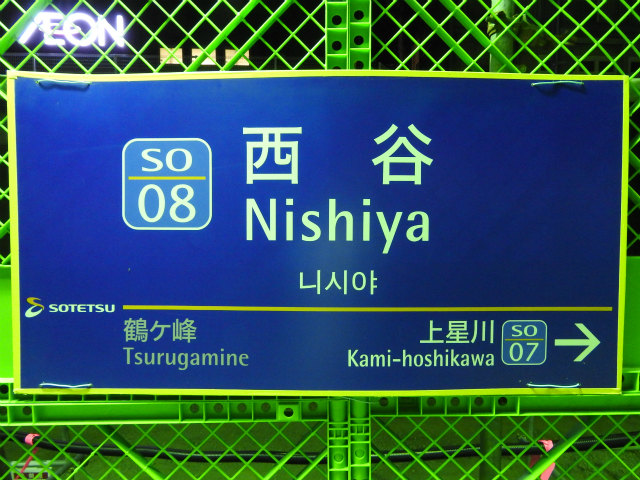 ÆON
SO
08
西谷
Nishiya
니시야
SOTETSU
鶴ケ峰
Tsurugamine
上星川
Kami-hoshikawa
SO
07